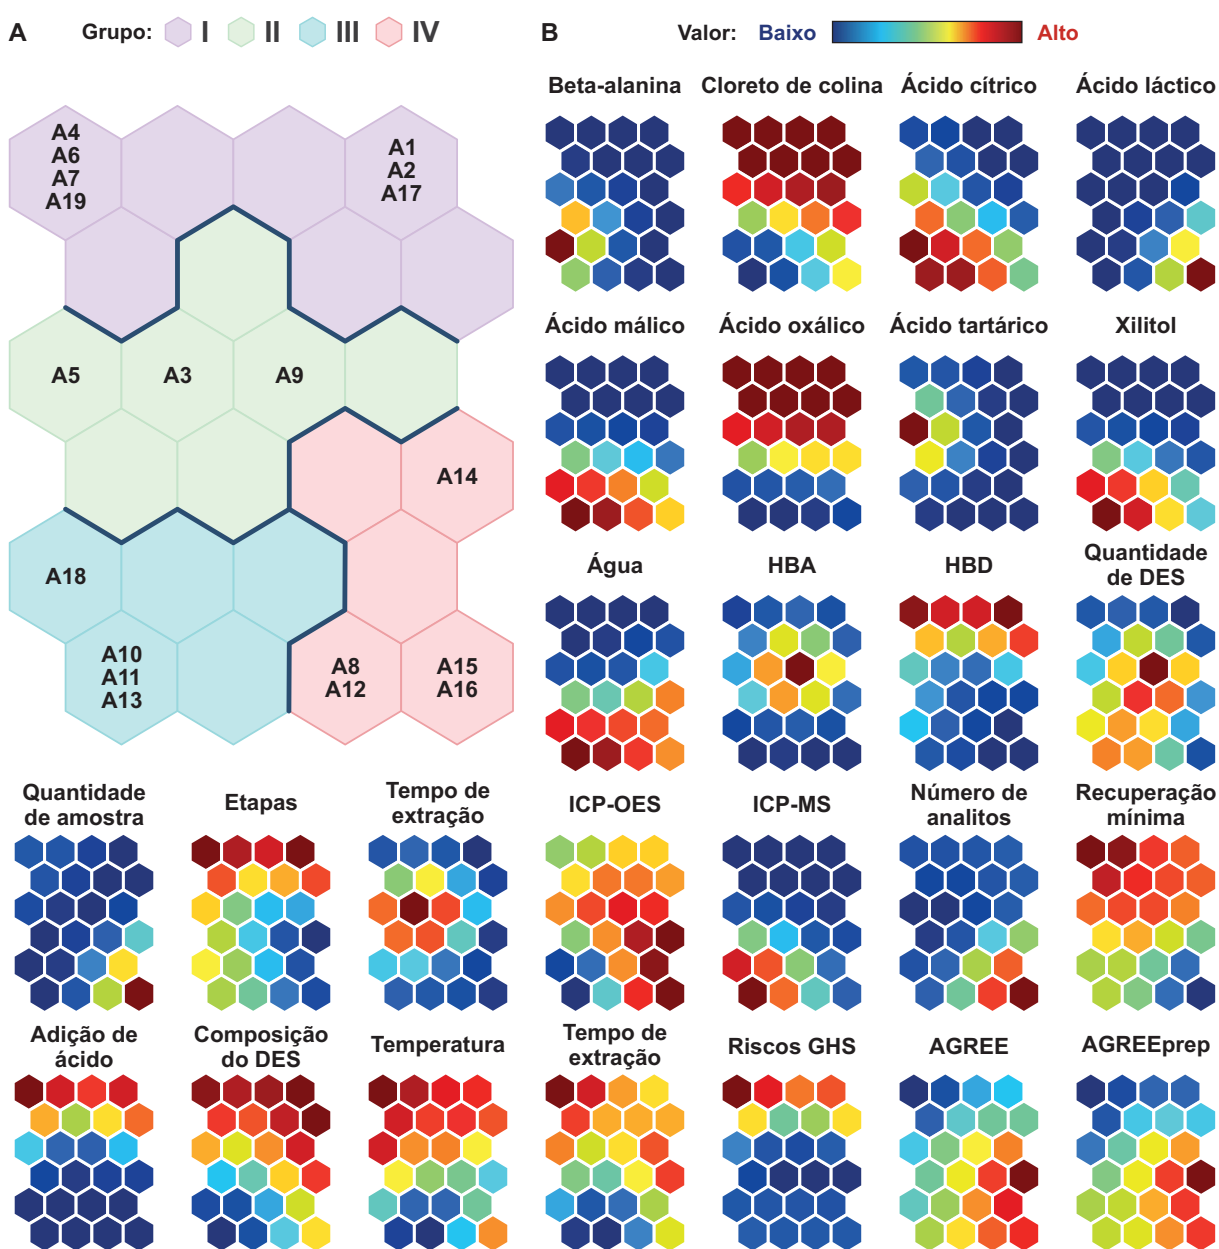 A
Grupo: I II III IV
A4
A6
A7
A19
A1
A2
A17
A5
A3
A9
A14
A18
A10
A11
A13
A8
A12
A15
A16
B
Valor: Baixo Alto
Beta-alanina
Cloreto de colina
Ácido cítrico
Ácido láctico
Ácido málico
Ácido oxálico
Ácido tartárico
Xilitol
Água
HBA
HBD
Quantidade
de DES
Quantidade
de amostra
Etapas
Tempo de
extração
ICP-OES
ICP-MS
Número de
analitos
Recuperação
mínima
Adição de
ácido
Composição
do DES
Temperatura
Tempo de
extração
Riscos GHS
AGREE
AGREEprep